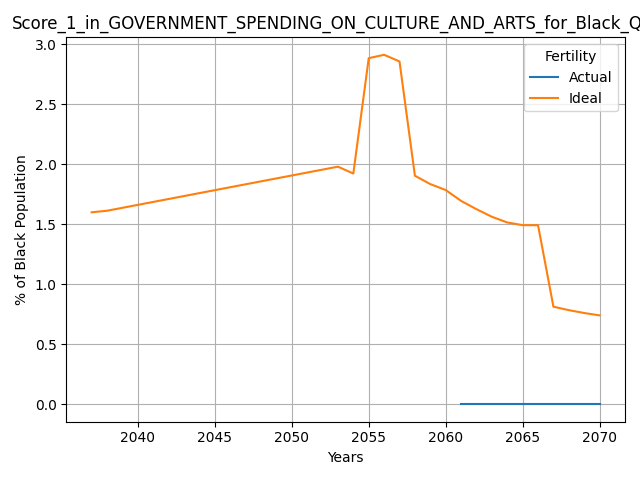 Score_1_in_GOVERNMENT_SPENDING_ON_CULTURE_AND_ARTS_for_Black_Q
3.0
2.5
2.0
1.5
1.0
0.5
0.0
% of Black Population
Fertility
Actual
Ideal
2040 2045 2050 2055 2060 2065 2070
Years